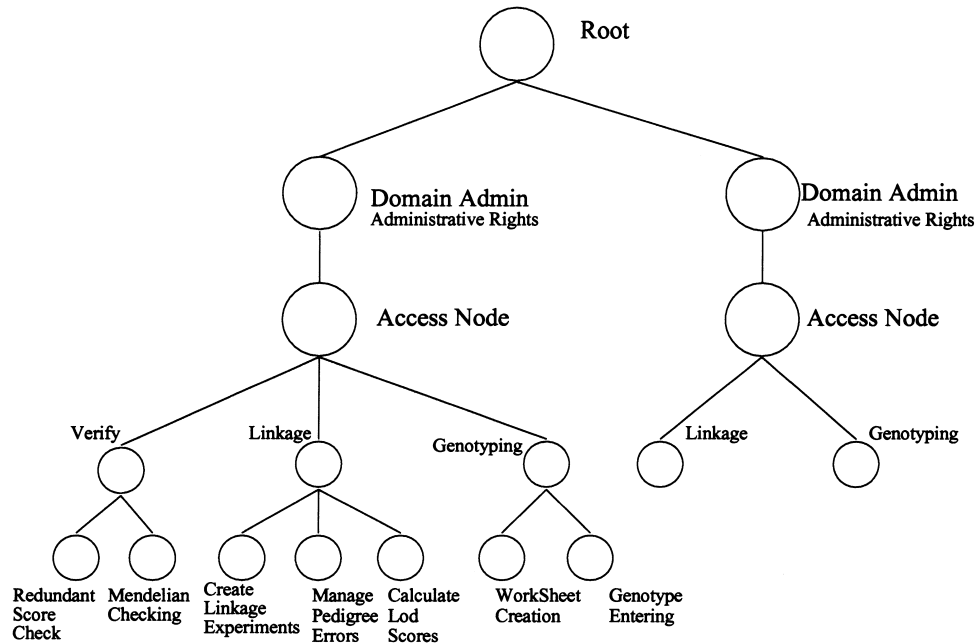 Root
Domain Admin
Administrative Rights
Domain Admin
Administrative Rights
Access Node
Access Node
Verify
Linkage
Genotyping
Linkage
Genotyping
Redundant
Score
Check
Mendelian
Checking
Create
Linkage
Experiments
Manage
Pedigree
Errors
Calculate
Lod
Scores
WorkSheet
Creation
Genotype
Entering